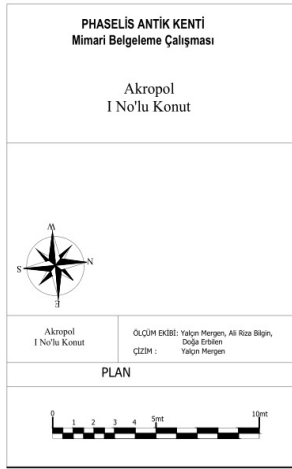 PHASELİS ANTİK KENTİ
Mimari Belgeleme Çalışması
Akropol
I No'lu Konut
W
S
N
E
Akropol
I No'lu Konut
ÖLÇÜM EKİBİ: Yalçın Mergen, Ali Riza Bilgin,
Doğa Erbilen
ÇİZİM : Yalçın Mergen
PLAN
0 1 2 3 4 5mt 10mt